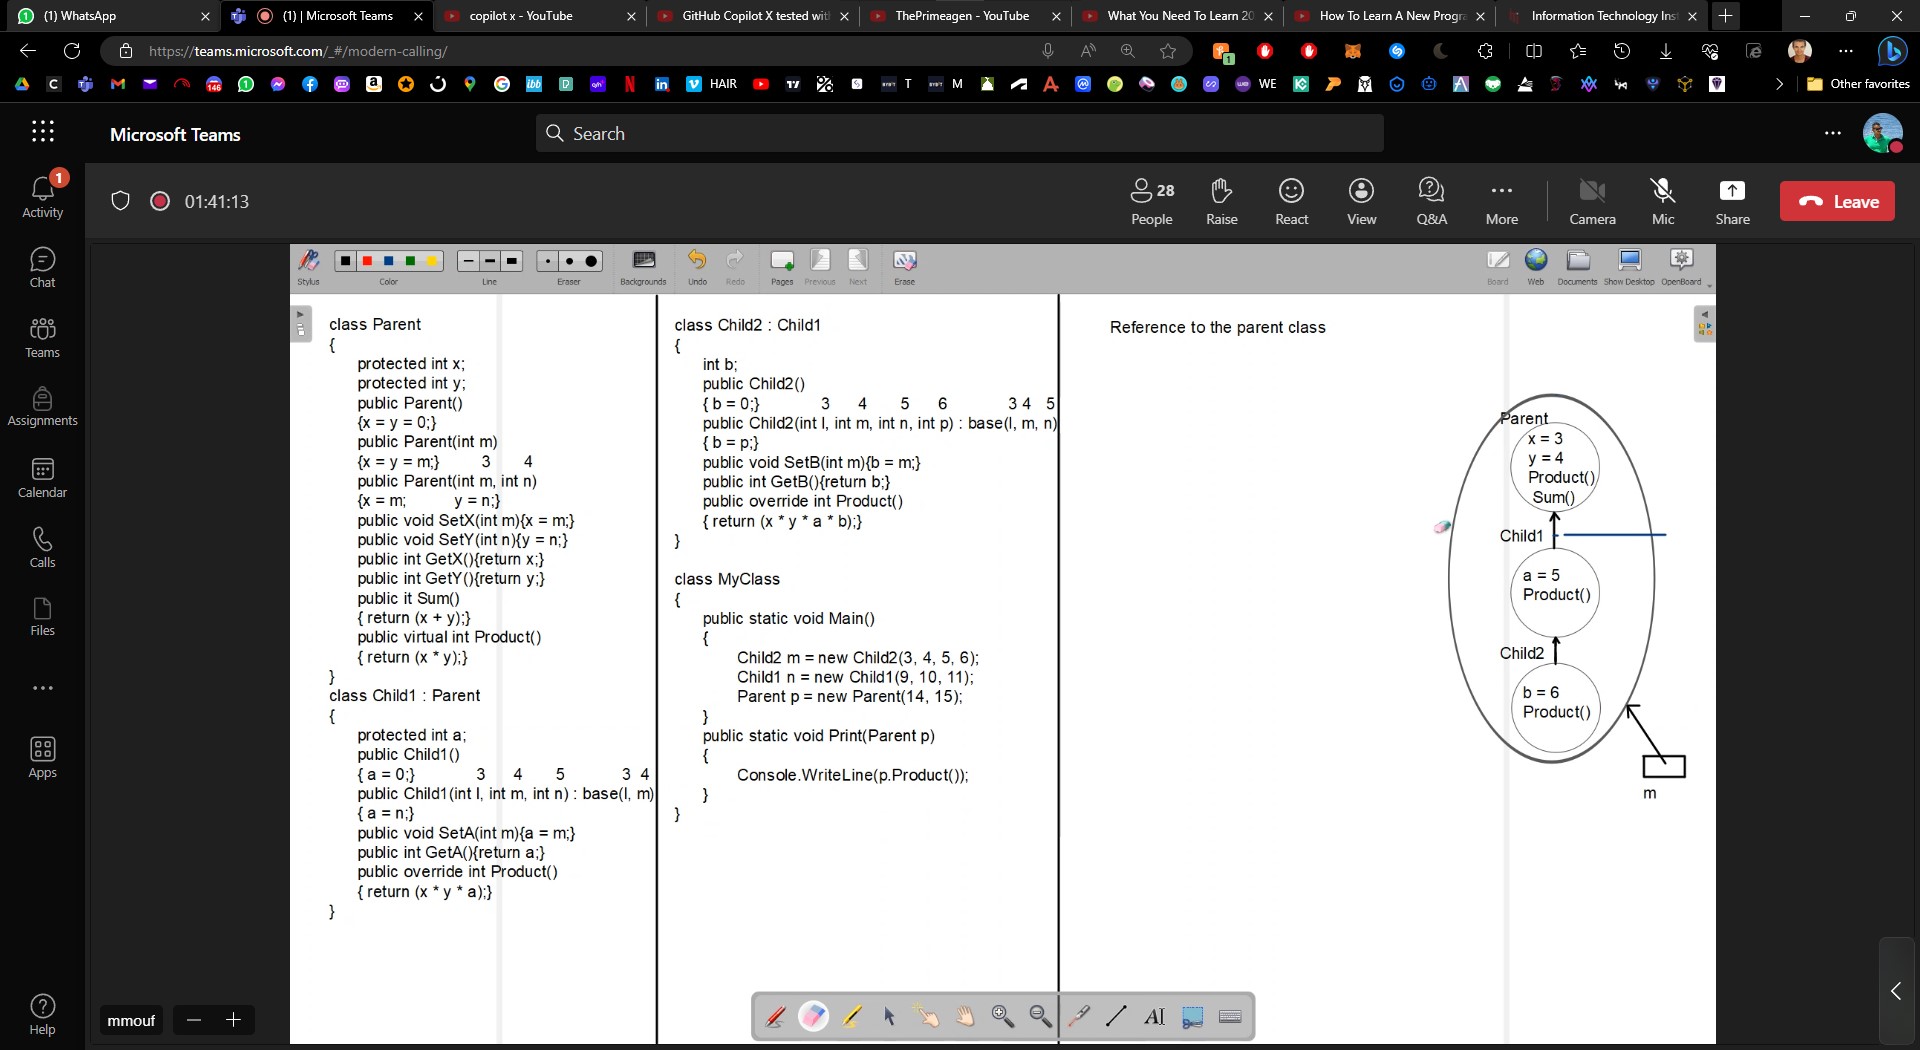 (1) WhatsApp
(1) | Microsoft Teams
copilot x - YouTube
GitHub Copilot X tested wit
ThePrimeagen - YouTube
What You Need To Learn 20
How To Learn A New Progra
Information Technology Ins
https://teams.microsoft.com/_#/modern-calling/
HAIR
T
M
WE
Other favorites
Microsoft Teams
Search
1
Activity
Chat
Teams
Assignments
Calendar
Calls
Files
Apps
Help
01:41:13
28
People
Raise
React
View
Q&A
More
Camera
Mic
Share
Leave
Stylus
Color
Line
Eraser
Backgrounds
Undo
Redo
Pages
Previous
Next
Erase
Board
Web
Documents
Show Desktop
OpenBoard
class Parent
{
protected int x;
protected int y;
public Parent()
{x = y = 0;}
public Parent(int m)
{x = y = m;} 3 4
public Parent(int m, int n)
{x = m; y = n;}
public void SetX(int m){x = m;}
public void SetY(int n){y = n;}
public int GetX(){return x;}
public int GetY(){return y;}
public it Sum()
{ return (x + y);}
public virtual int Product()
{ return (x * y);}
}
class Child1 : Parent
{
protected int a;
public Child1()
{ a = 0;} 3 4 5 3 4
public Child1(int l, int m, int n) : base(l, m)
{ a = n;}
public void SetA(int m){a = m;}
public int GetA(){return a;}
public override int Product()
{ return (x * y * a);}
}
class Child2 : Child1
{
int b;
public Child2()
{ b = 0;} 3 4 5 6 3 4 5
public Child2(int l, int m, int n, int p) : base(l, m, n)
{ b = p;}
public void SetB(int m){b = m;}
public int GetB(){return b;}
public override int Product()
{ return (x * y * a * b);}
}
class MyClass
{
public static void Main()
{
Child2 m = new Child2(3, 4, 5, 6);
Child1 n = new Child1(9, 10, 11);
Parent p = new Parent(14, 15);
}
public static void Print(Parent p)
{
Console.WriteLine(p.Product());
}
}
Reference to the parent class
Parent
x = 3
y = 4
Product()
Sum()
Child1
a = 5
Product()
Child2
b = 6
Product()
m
mmouf